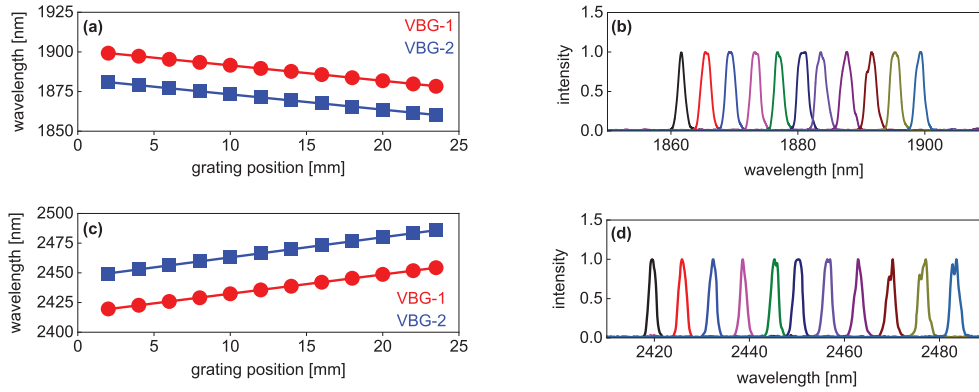 (a)
VBG-1
VBG-2
wavelength [nm]
1925
1900
1875
1850
0 5 10 15 20 25
grating position [mm]
(b)
intensity
1.5
1.0
0.5
0.0
1860 1880 1900
wavelength [nm]
(c)
VBG-1
VBG-2
wavelength [nm]
2500
2475
2450
2425
2400
0 5 10 15 20 25
grating position [mm]
(d)
intensity
1.5
1.0
0.5
0.0
2420 2440 2460 2480
wavelength [nm]